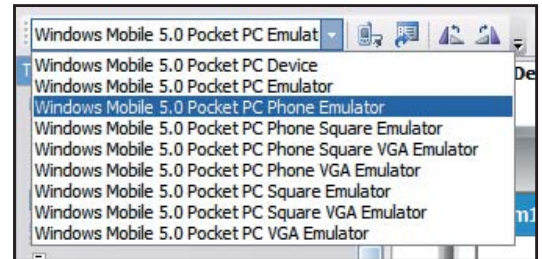 Windows Mobile 5.0 Pocket PC Emulat
Windows Mobile 5.0 Pocket PC Device
Windows Mobile 5.0 Pocket PC Emulator
Windows Mobile 5.0 Pocket PC Phone Emulator
Windows Mobile 5.0 Pocket PC Phone Square Emulator
Windows Mobile 5.0 Pocket PC Phone Square VGA Emulator
Windows Mobile 5.0 Pocket PC Phone VGA Emulator
Windows Mobile 5.0 Pocket PC Square Emulator
Windows Mobile 5.0 Pocket PC Square VGA Emulator
Windows Mobile 5.0 Pocket PC VGA Emulator